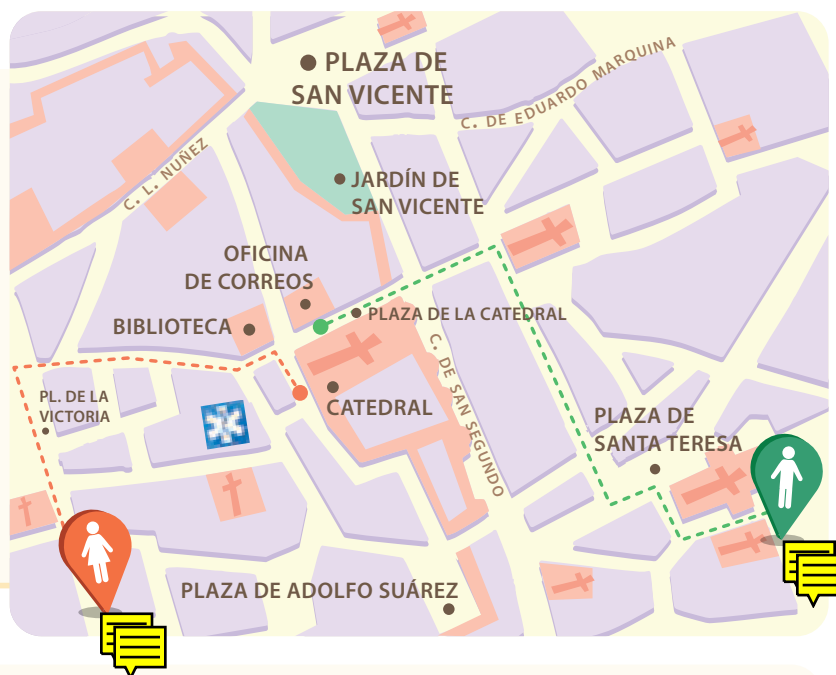 PLAZA DE
SAN VICENTE
C. DE EDUARDO MARQUINA
C. L. NUÑEZ
JARDÍN DE
SAN VICENTE
OFICINA
DE CORREOS
BIBLIOTECA
PLAZA DE LA CATEDRAL
C. DE SAN SEGUNDO
PL. DE LA
VICTORIA
CATEDRAL
PLAZA DE
SANTA TERESA
PLAZA DE ADOLFO SUÁREZ